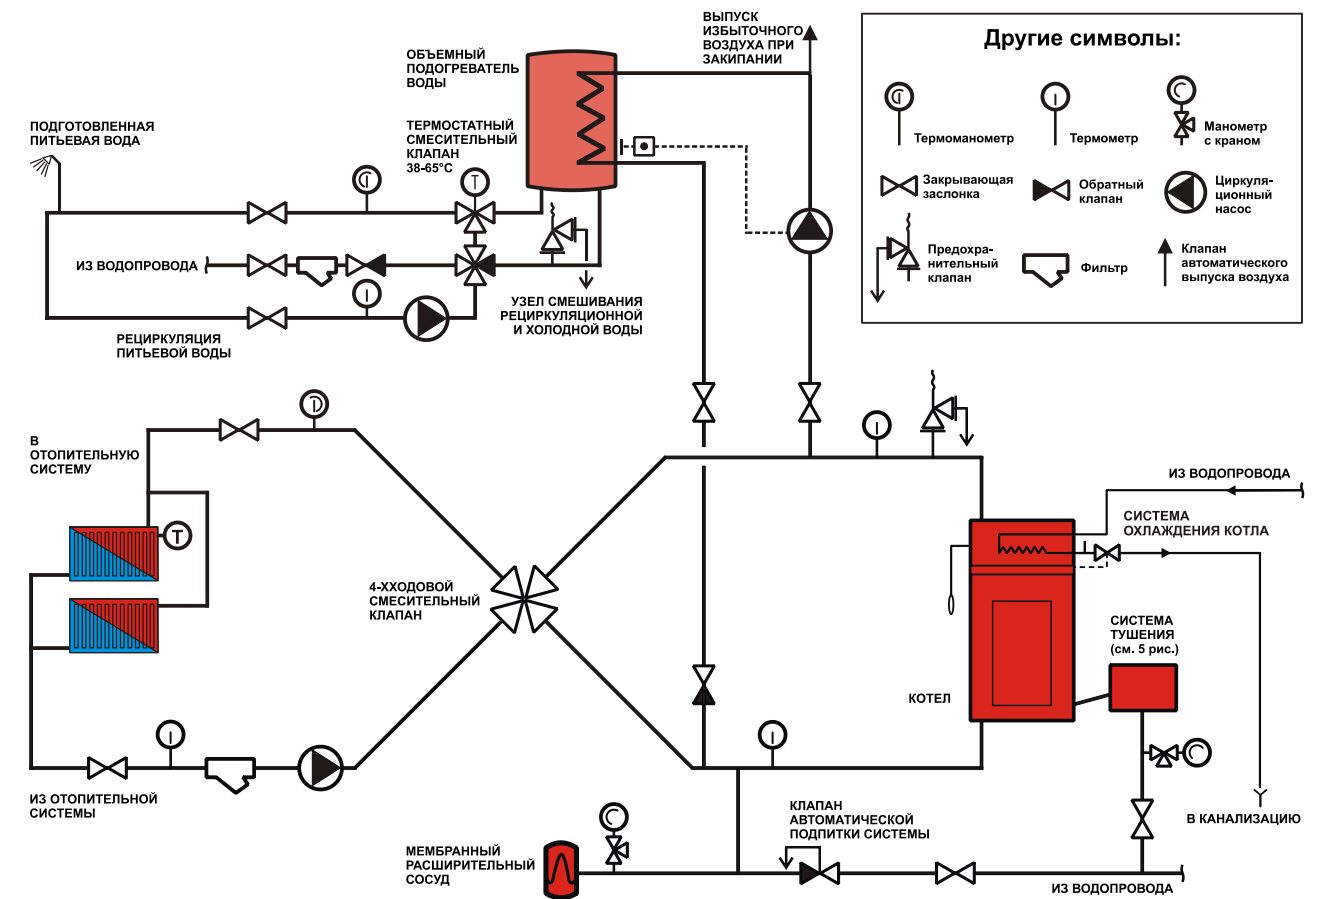 ВЫПУСК
ИЗБЫТОЧНОГО
ВОЗДУХА ПРИ
ЗАКИПАНИИ
Другие символы:
Термоманометр
Термометр
Манометр
с краном
Закрывающая
заслонка
Обратный
клапан
Циркуля-
ционный
насос
Предохра-
нительный
клапан
Фильтр
Клапан
автоматического
выпуска воздуха
ОБЪЕМНЫЙ
ПОДОГРЕВАТЕЛЬ
ВОДЫ
ТЕРМОСТАТНЫЙ
СМЕСИТЕЛЬНЫЙ
КЛАПАН
38-65°С
T
ПОДГОТОВЛЕННАЯ
ПИТЬЕВАЯ ВОДА
ИЗ ВОДОПРОВОДА
УЗЕЛ СМЕШИВАНИЯ
РЕЦИРКУЛЯЦИОННОЙ
И ХОЛОДНОЙ ВОДЫ
РЕЦИРКУЛЯЦИЯ
ПИТЬЕВОЙ ВОДЫ
В
ОТОПИТЕЛЬНУЮ
СИСТЕМУ
T
4-ХХОДОВОЙ
СМЕСИТЕЛЬНЫЙ
КЛАПАН
ИЗ ВОДОПРОВОДА
СИСТЕМА
ОХЛАЖДЕНИЯ КОТЛА
СИСТЕМА
ТУШЕНИЯ
(см. 5 рис.)
КОТЕЛ
ИЗ ОТОПИТЕЛЬНОЙ
СИСТЕМЫ
КЛАПАН
АВТОМАТИЧЕСКОЙ
ПОДПИТКИ СИСТЕМЫ
В КАНАЛИЗАЦИЮ
МЕМБРАННЫЙ
РАСШИРИТЕЛЬНЫЙ
СОСУД
ИЗ ВОДОПРОВОДА